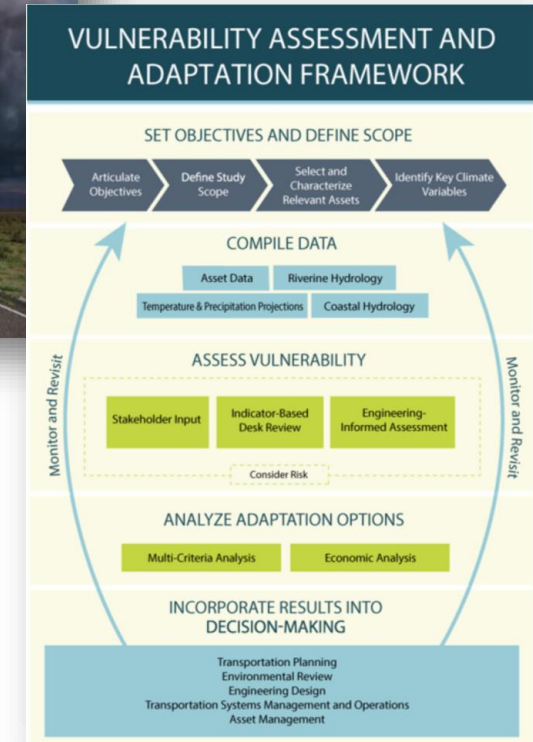 VULNERABILITY ASSESSMENT AND
ADAPTATION FRAMEWORK
SET OBJECTIVES AND DEFINE SCOPE
Articulate
Objectives
Define Study
Scope
Select and
Characterize
Relevant Assets
Identify Key Climate
Variables
COMPILE DATA
Asset Data
Riverine Hydrology
Temperature & Precipitation Projections
Coastal Hydrology
Monitor and Revisit
ASSESS VULNERABILITY
Stakeholder Input
Indicator-Based
Desk Review
Engineering-
Informed Assessment
Consider Risk
Monitor and Revisit
ANALYZE ADAPTATION OPTIONS
Multi-Criteria Analysis
Economic Analysis
INCORPORATE RESULTS INTO
DECISION-MAKING
Transportation Planning
Environmental Review
Engineering Design
Transportation Systems Management and Operations
Asset Management